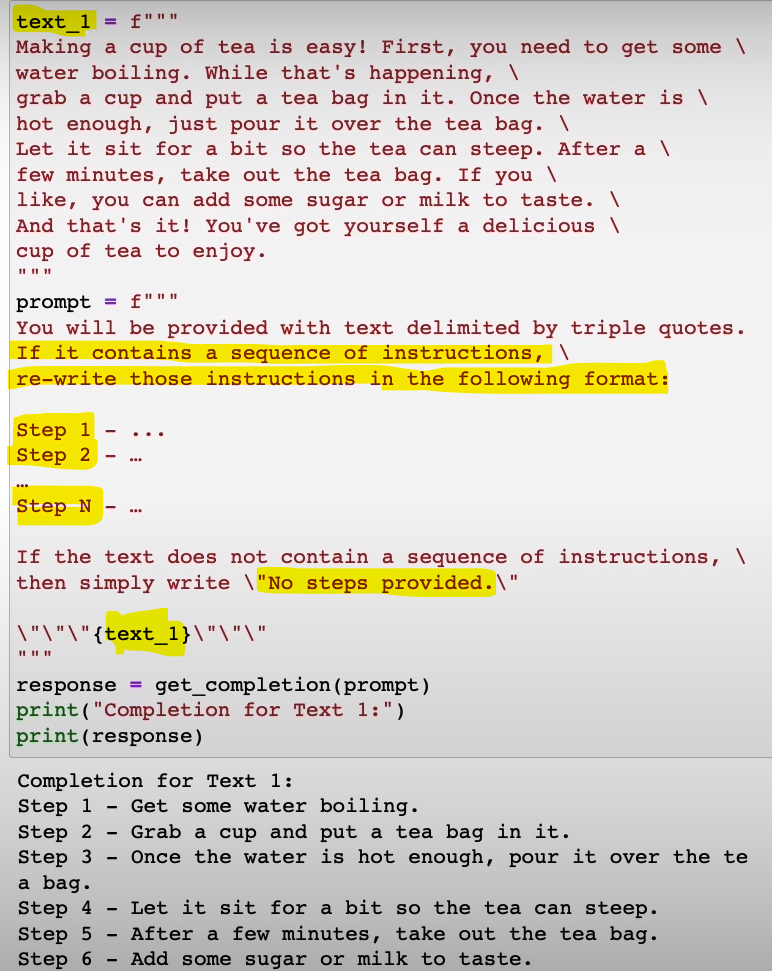 text_1 = f"""
Making a cup of tea is easy! First, you need to get some \
water boiling. While that's happening, \
grab a cup and put a tea bag in it. Once the water is \
hot enough, just pour it over the tea bag. \
Let it sit for a bit so the tea can steep. After a \
few minutes, take out the tea bag. If you \
like, you can add some sugar or milk to taste. \
And that's it! You've got yourself a delicious \
cup of tea to enjoy.
"""
prompt = f"""
You will be provided with text delimited by triple quotes.
If it contains a sequence of instructions, \
re-write those instructions in the following format:
Step 1 - ...
Step 2 - …
…
Step N - …
If the text does not contain a sequence of instructions, \
then simply write \"No steps provided.\"
\"\"\"{text_1}\"\"\"
"""
response = get_completion(prompt)
print("Completion for Text 1:")
print(response)
Completion for Text 1:
Step 1 - Get some water boiling.
Step 2 - Grab a cup and put a tea bag in it.
Step 3 - Once the water is hot enough, pour it over the te
a bag.
Step 4 - Let it sit for a bit so the tea can steep.
Step 5 - After a few minutes, take out the tea bag.
Step 6 - Add some sugar or milk to taste.